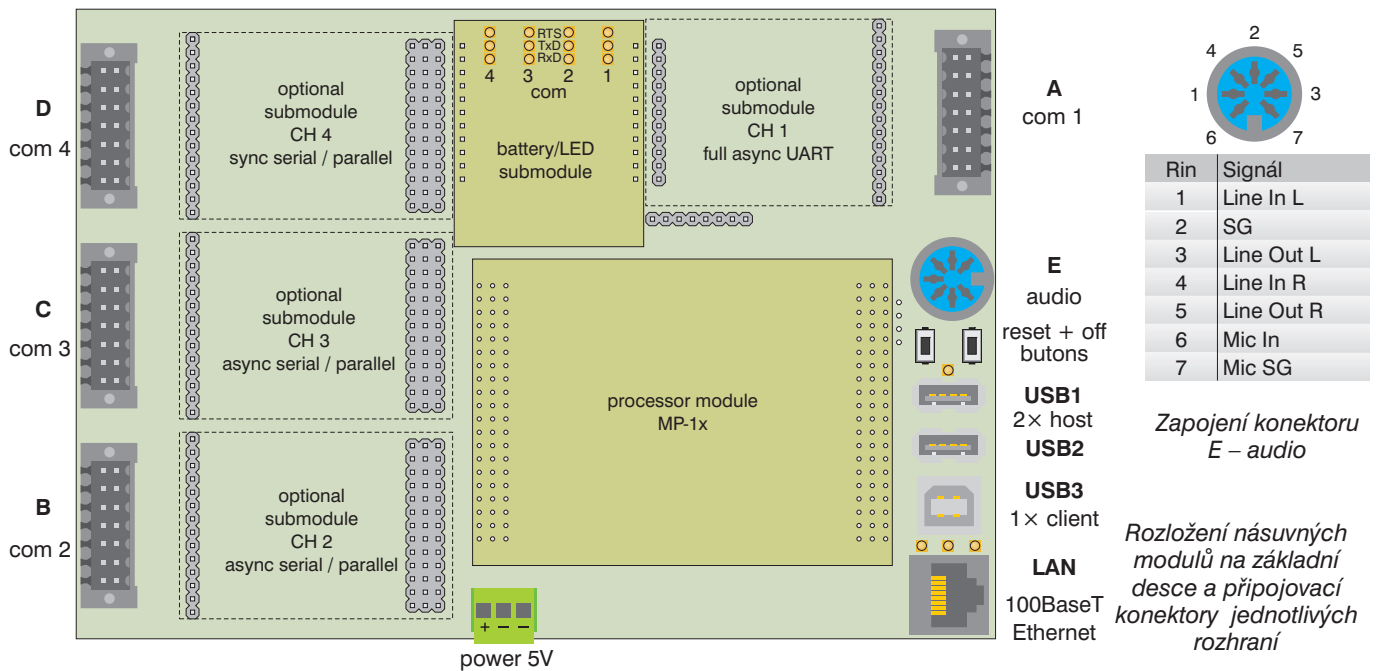 D
com 4
optional
submodule
CH 4
sync serial / parallel
RTS
TxD
RxD
4 3 2 1
com
battery/LED
submodule
optional
submodule
CH 1
full async UART
A
com 1
C
com 3
optional
submodule
CH 3
async serial / parallel
B
com 2
optional
submodule
CH 2
async serial / parallel
processor module
MP-1x
+ − −
power 5V
E
audio
reset + off
butons
USB1
2× host
USB2
USB3
1× client
LAN
100BaseT
Ethernet
2
4 5
1 3
6 7
Rin Signál
1 Line In L
2 SG
3 Line Out L
4 Line In R
5 Line Out R
6 Mic In
7 Mic SG
Zapojení konektoru
E – audio
Rozložení násuvných
modulů na základní
desce a připojovací
konektory jednotlivých
rozhraní